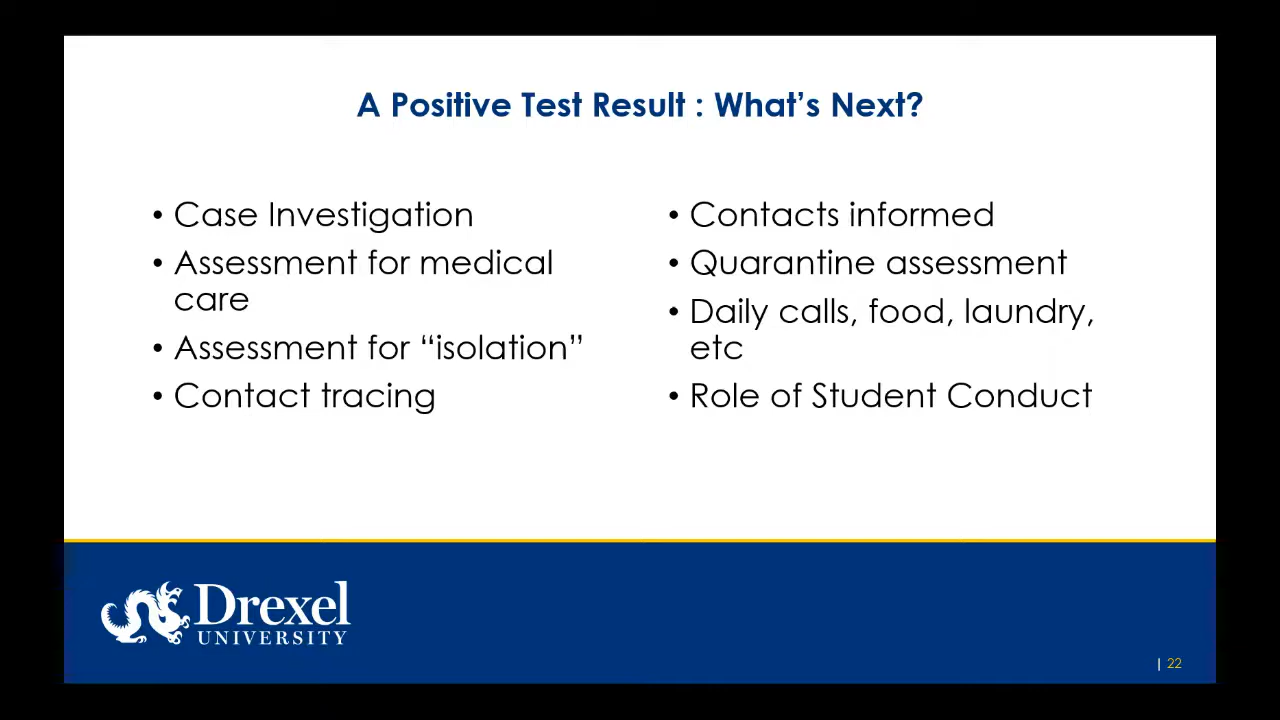 A Positive Test Result : What’s Next?
• Case Investigation
• Assessment for medical
care
• Assessment for “isolation”
• Contact tracing
• Contacts informed
• Quarantine assessment
• Daily calls, food, laundry,
etc
• Role of Student Conduct
Drexel
UNIVERSITY
| 22